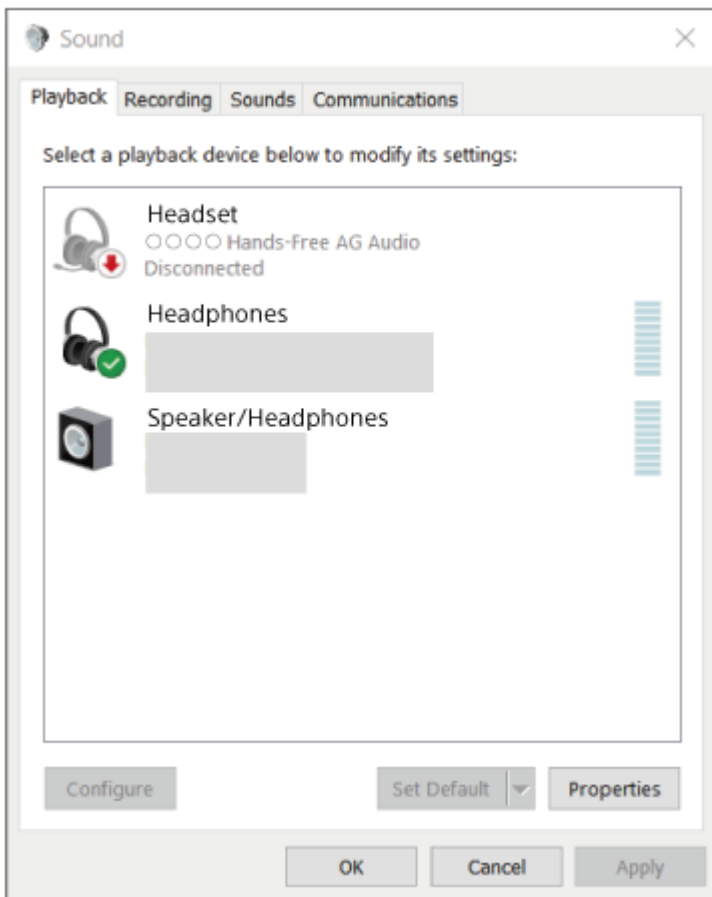 Sound
Playback Recording Sounds Communications
Select a playback device below to modify its settings:
Headset
○○○○ Hands-Free AG Audio
Disconnected
Headphones
Speaker/Headphones
Configure Set Default Properties
OK Cancel Apply